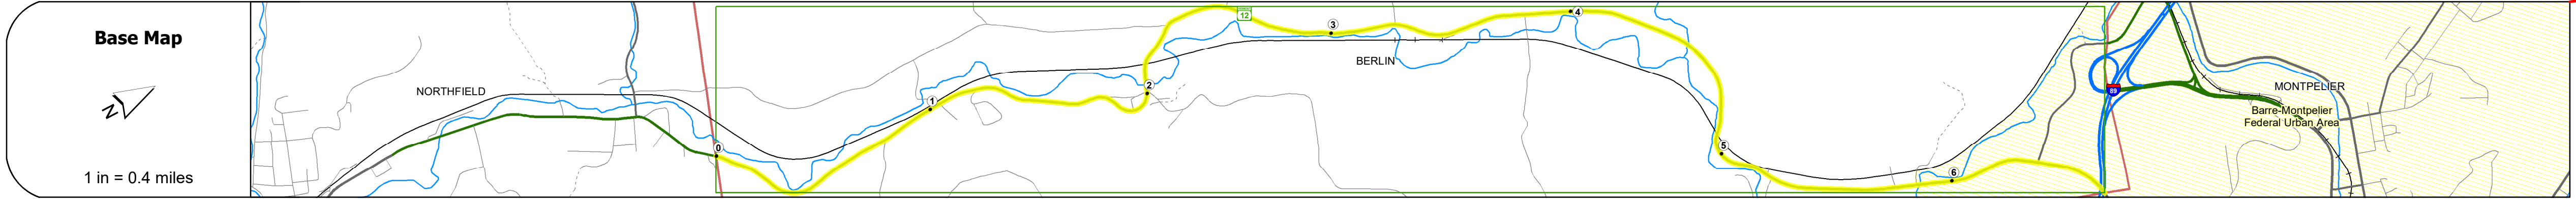 Base Map
N
1 in = 0.4 miles
NORTHFIELD
0
1
2
12
3
BERLIN
4
5
6
89
MONTPELIER
Barre-Montpelier
Federal Urban Area